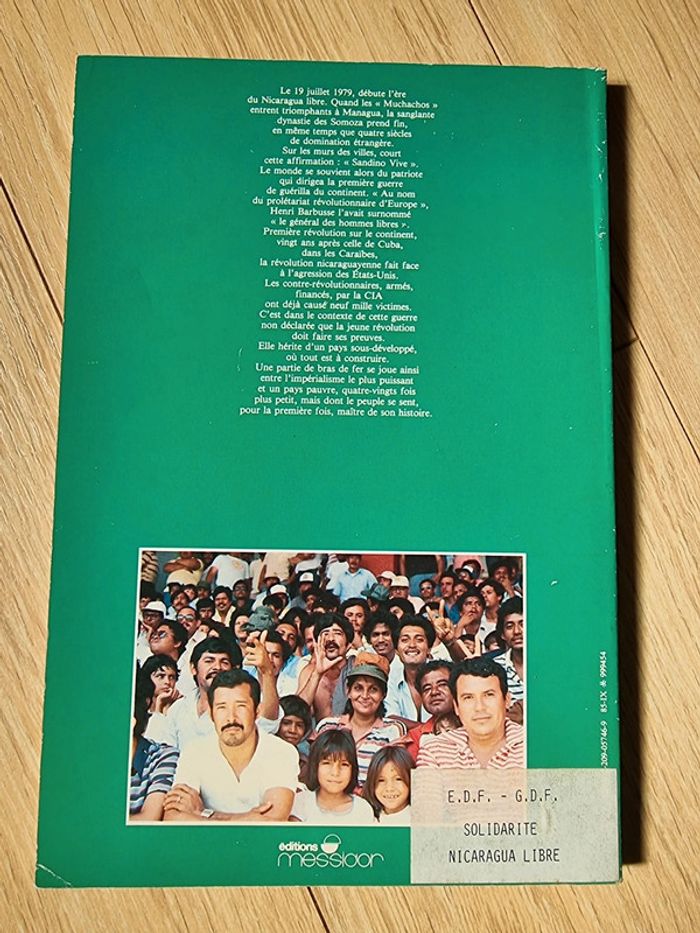 Le 19 juillet 1979, débute l'ère
du Nicaragua libre. Quand les « Muchachos »
entrent triomphants à Managua, la sanglante
dynastie des Somoza prend fin,
en même temps que quatre siècles
de domination étrangère.
Sur les murs des villes, court
cette affirmation : « Sandino Vive ».
Le monde se souvient alors du patriote
qui dirigea la première guerre
de guérilla du continent. « Au nom
du prolétariat révolutionnaire d'Europe »,
Henri Barbusse l'avait surnommé
« le général des hommes libres ».
Première révolution sur le continent,
vingt ans après celle de Cuba,
dans les Caraïbes,
la révolution nicaraguayenne fait face
à l'agression des États-Unis.
Les contre-révolutionnaires, armés,
financés, par la CIA
ont déjà causé neuf mille victimes.
C'est dans le contexte de cette guerre
non déclarée que la jeune révolution
doit faire ses preuves.
Elle hérite d'un pays sous-développé,
où tout est à construire.
Une partie de bras de fer se joue ainsi
entre l'impérialisme le plus puissant
et un pays pauvre, quatre-vingts fois
plus petit, mais dont le peuple se sent,
pour la première fois, maître de son histoire.
-209-05746-9 85-IX 999454
éditions
messidor
E.D.F. - G.D.F.
SOLIDARITE
NICARAGUA LIBRE